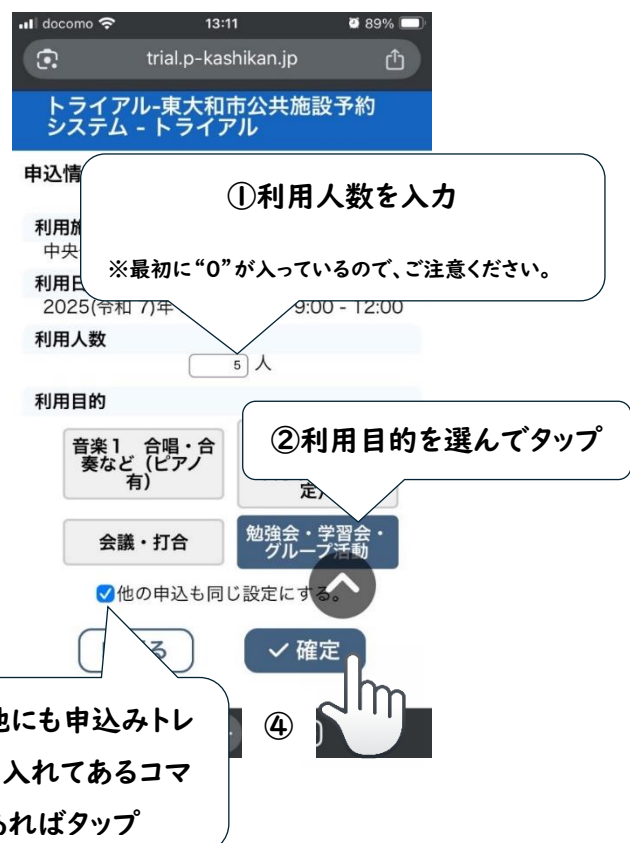 docomo 13:11 89%
trial.p-kashikan.jp
トライアル-東大和市公共施設予約
システム - トライアル
申込情
①利用人数を入力
※最初に“0”が入っているので、ご注意ください。
利用施
中央
利用日
2025(令和 7)年 9:00 - 12:00
利用人数
5 人
利用目的
②利用目的を選んでタップ
音楽1 合唱・合
奏など（ピアノ
有）
定)
会議・打合
勉強会・学習会・
グループ活動
他の申込も同じ設定にする。
る
✓ 確定
④
他にも申込みトレ
入れてあるコマ
あればタップ